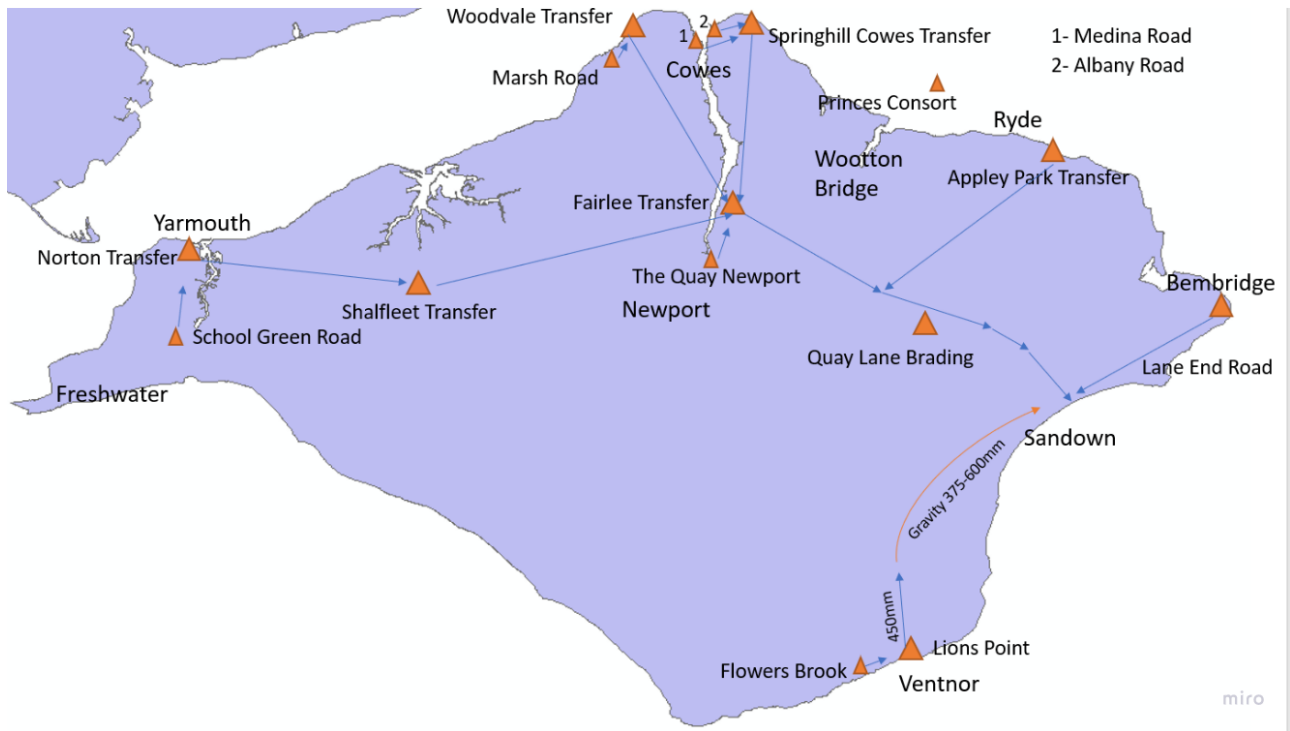 Woodvale Transfer
2
1
Springhill Cowes Transfer
1- Medina Road
2- Albany Road
Marsh Road
Cowes
Princes Consort
Ryde
Wootton
Bridge
Appley Park Transfer
Fairlee Transfer
Yarmouth
Norton Transfer
The Quay Newport
Newport
Bembridge
Shalfleet Transfer
School Green Road
Quay Lane Brading
Lane End Road
Freshwater
Sandown
Gravity 375-600mm
450mm
Lions Point
Flowers Brook
Ventnor
miro